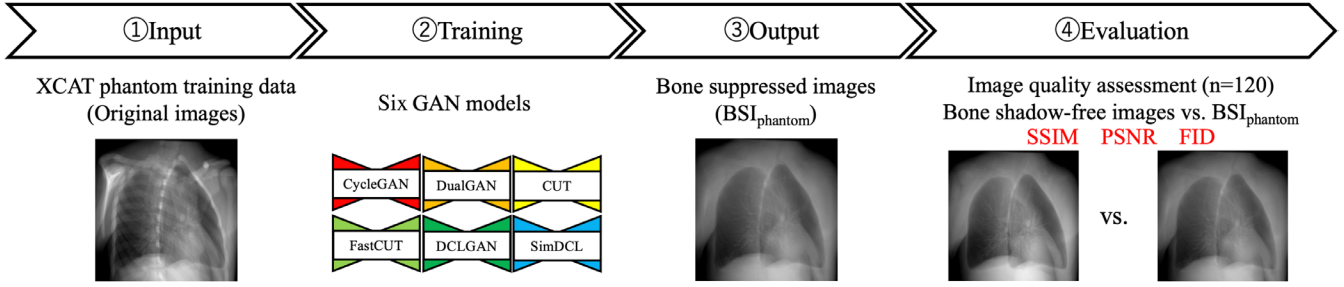 ①Input
②Training
③Output
④Evaluation
XCAT phantom training data
(Original images)
Six GAN models
CycleGAN
DualGAN
CUT
FastCUT
DCLGAN
SimDCL
Bone suppressed images
(BSIphantom)
Image quality assessment (n=120)
Bone shadow-free images vs. BSIphantom
SSIM PSNR FID
vs.